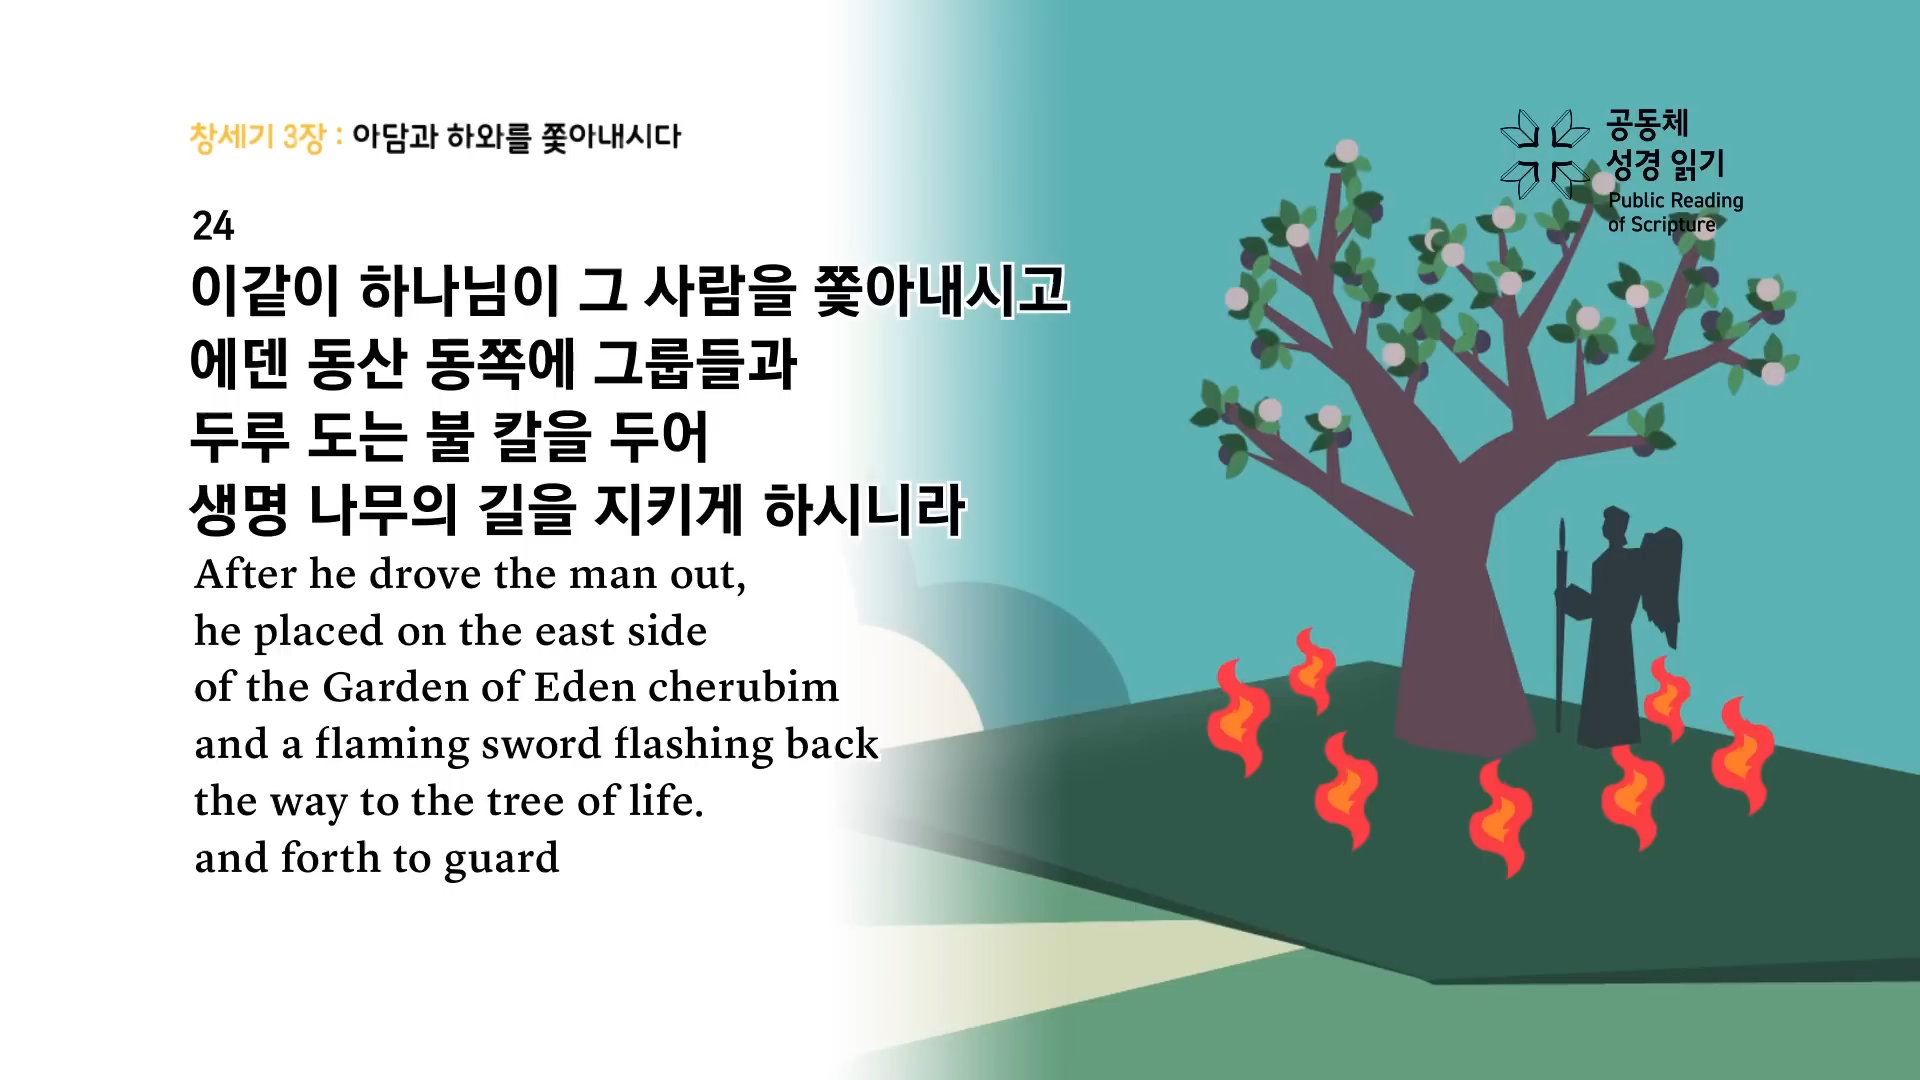 창세기 3장 : 아담과 하와를 쫓아내시다
공동체
성경 읽기
Public Reading
of Scripture
24
이같이 하나님이 그 사람을 쫓아내시고
에덴 동산 동쪽에 그룹들과
두루 도는 불 칼을 두어
생명 나무의 길을 지키게 하시니라
After he drove the man out,
he placed on the east side
of the Garden of Eden cherubim
and a flaming sword flashing back
the way to the tree of life.
and forth to guard